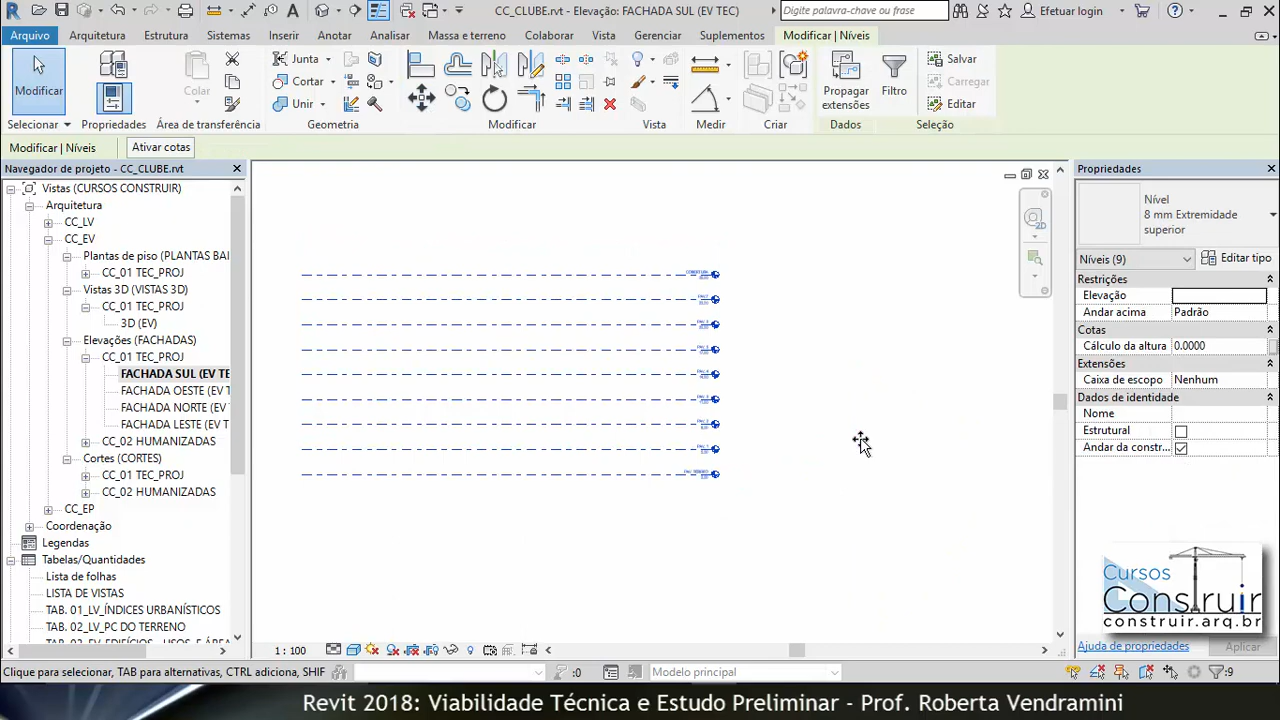 CC_CLUBE.rvt - Elevação: FACHADA SUL (EV TEC)
Digite palavra-chave ou frase
Efetuar login
Arquivo Arquitetura Estrutura Sistemas Inserir Anotar Analisar Massa e terreno Colaborar Vista Gerenciar Suplementos Modificar | Níveis
Modificar
Colar
Junta
Cortar
Unir
Propagar
extensões
Filtro
Salvar
Carregar
Editar
Selecionar Propriedades Área de transferência Geometria Modificar Vista Medir Criar Dados Seleção
Modificar | Níveis Ativar cotas
Navegador de projeto - CC_CLUBE.rvt
Vistas (CURSOS CONSTRUIR)
Arquitetura
CC_LV
CC_EV
Plantas de piso (PLANTAS BAI
CC_01 TEC_PROJ
Vistas 3D (VISTAS 3D)
CC_01 TEC_PROJ
3D (EV)
Elevações (FACHADAS)
CC_01 TEC_PROJ
FACHADA SUL (EV TE
FACHADA OESTE (EV T
FACHADA NORTE (EV T
FACHADA LESTE (EV T
CC_02 HUMANIZADAS
Cortes (CORTES)
CC_01 TEC_PROJ
CC_02 HUMANIZADAS
CC_EP
Coordenação
Legendas
Tabelas/Quantidades
Lista de folhas
LISTA DE VISTAS
TAB. 01_LV_ÍNDICES URBANÍSTICOS
TAB. 02_LV_PC DO TERRENO
2D
Propriedades
Nível
8 mm Extremidade
superior
Níveis (9)
Editar tipo
Restrições
Elevação
Andar acima Padrão
Cotas
Cálculo da altura 0.0000
Extensões
Caixa de escopo Nenhum
Dados de identidade
Nome
Estrutural
Andar da constr...
Cursos
Construir
construir.arq.br
Ajuda de propriedades
Aplicar
1 : 100
Clique para selecionar, TAB para alternativas, CTRL adiciona, SHIF
:0
Modelo principal
:9
Revit 2018: Viabilidade Técnica e Estudo Preliminar - Prof. Roberta Vendramini